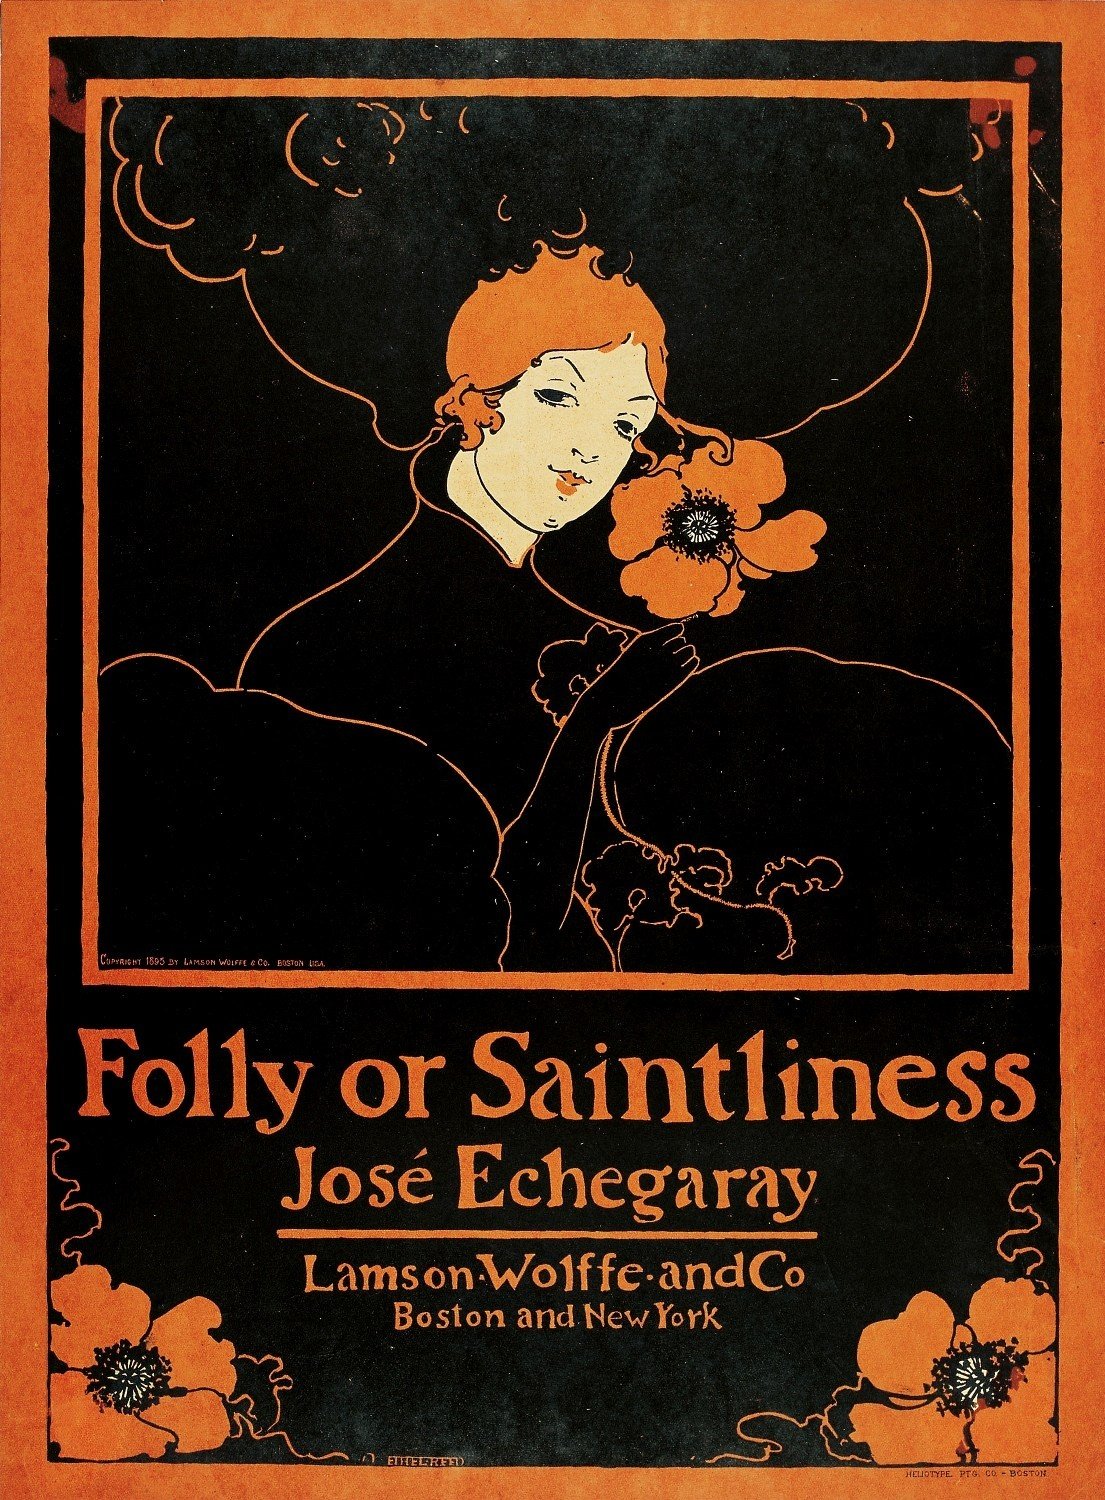 Copyright 1895 by Lamson Wolffe & Co. Boston USA.
Folly or Saintliness
José Echegaray
Lamson·Wolffe·and Co
Boston and New York
ETHEL REED
HELIOTYPE PTG. CO - BOSTON